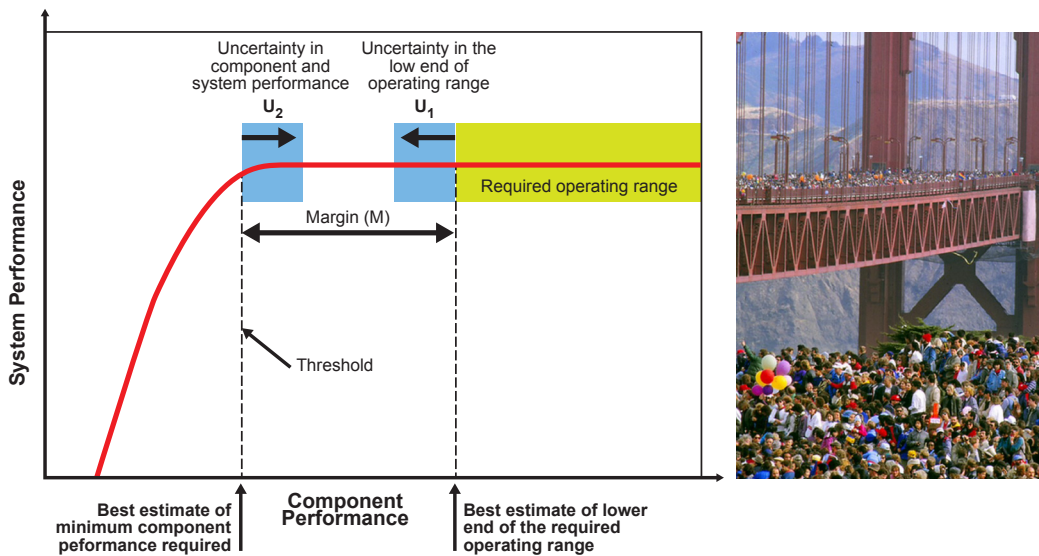 Uncertainty in
component and
system performance
U2
Uncertainty in the
low end of
operating range
U1
Required operating range
Margin (M)
Threshold
System Performance
Component
Performance
Best estimate of
minimum component
peformance required
Best estimate of lower
end of the required
operating range